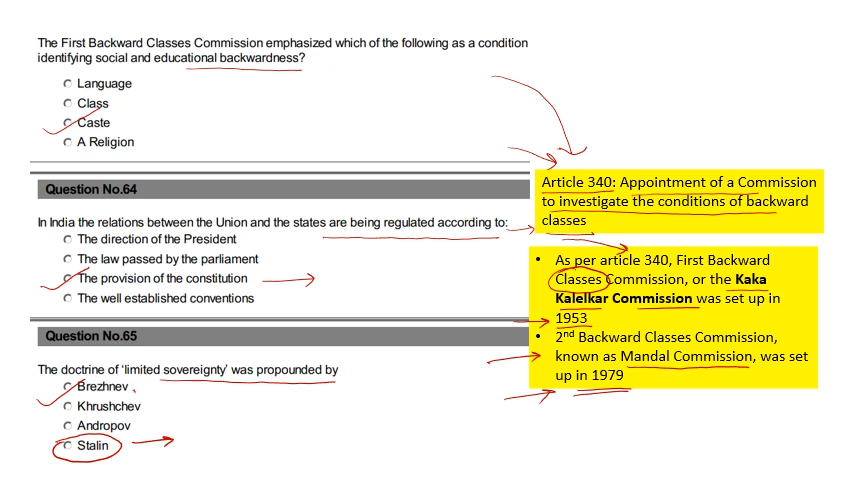 The First Backward Classes Commission emphasized which of the following as a condition
identifying social and educational backwardness?
Language
Class
Caste
A Religion
Question No.64
In India the relations between the Union and the states are being regulated according to:
The direction of the President
The law passed by the parliament
The provision of the constitution
The well established conventions
Question No.65
The doctrine of ‘limited sovereignty’ was propounded by
Brezhnev
Khrushchev
Andropov
Stalin
Article 340: Appointment of a Commission
to investigate the conditions of backward
classes
• As per article 340, First Backward
Classes Commission, or the Kaka
Kalelkar Commission was set up in
1953
• 2nd Backward Classes Commission,
known as Mandal Commission, was set
up in 1979